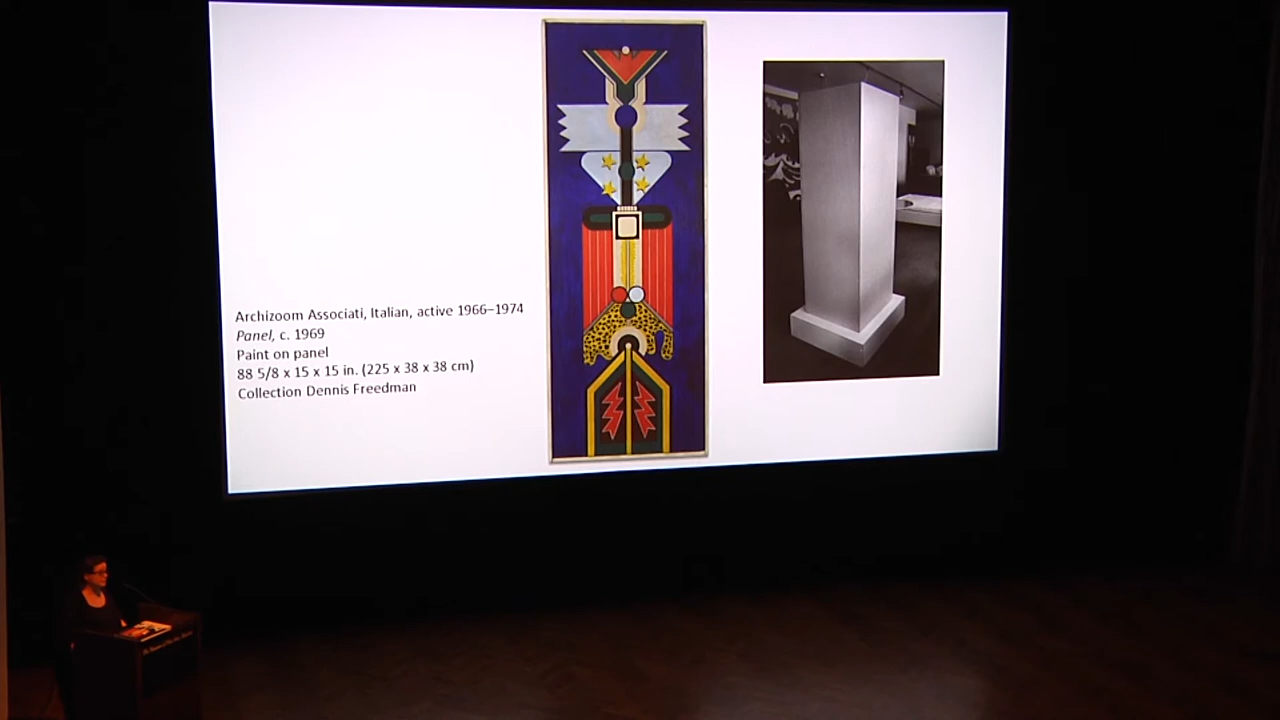 Archizoom Associati, Italian, active 1966–1974
Panel, c. 1969
Paint on panel
88 5/8 x 15 x 15 in. (225 x 38 x 38 cm)
Collection Dennis Freedman